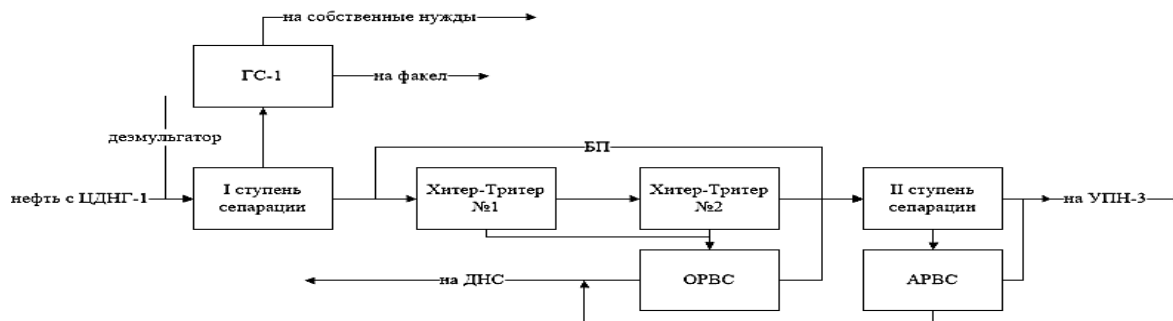 на собственные нужды
ГС-1
на факел
деэмульгатор
БП
нефть с ЦДНГ-1
I ступень
сепарации
Хитер-Тритер
№1
Хитер-Тритер
№2
II ступень
сепарации
на УПН-3
на ДНС
ОРВС
АРВС